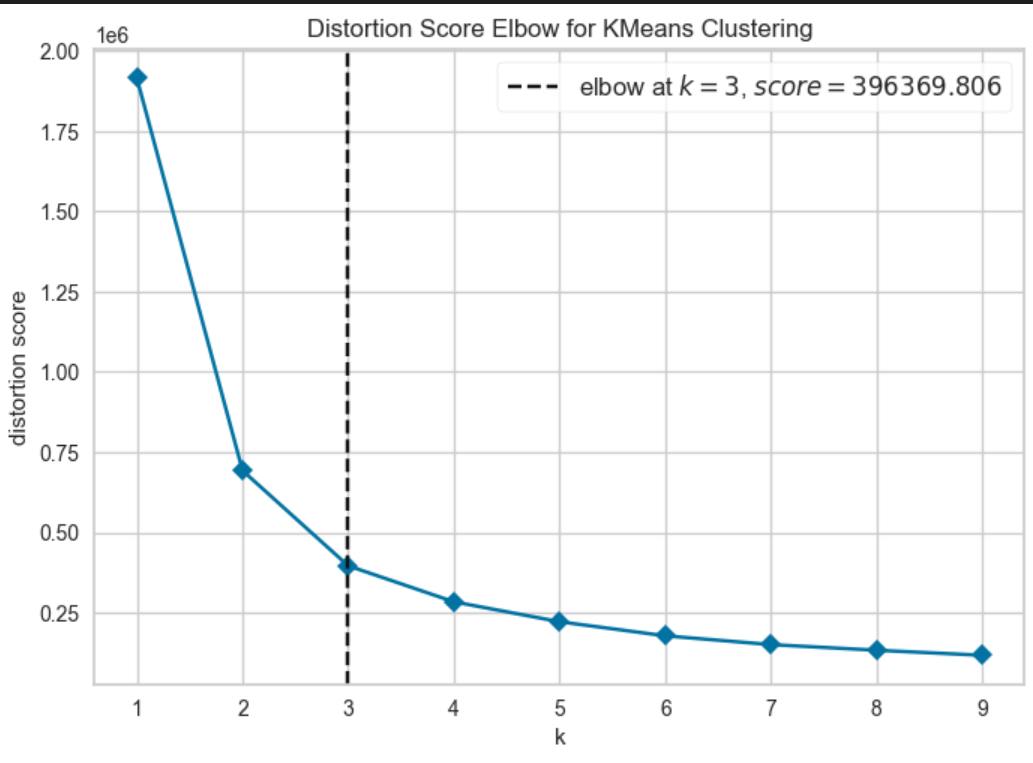 Distortion Score Elbow for KMeans Clustering
1e6
elbow at k = 3, score = 396369.806
2.00
1.75
1.50
1.25
1.00
0.75
0.50
0.25
distortion score
1 2 3 4 5 6 7 8 9
k